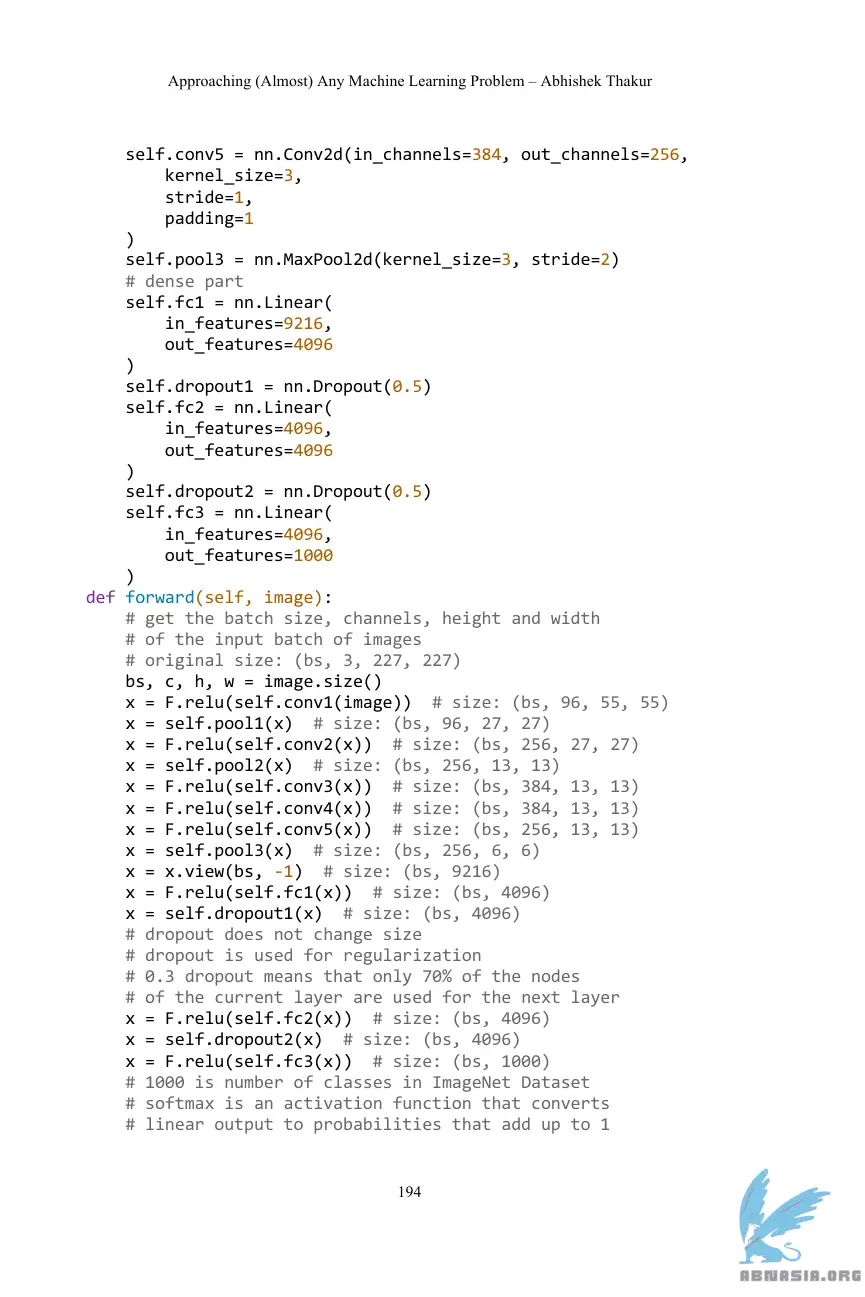 Approaching (Almost) Any Machine Learning Problem – Abhishek Thakur
    self.conv5 = nn.Conv2d(in_channels=384, out_channels=256,
        kernel_size=3,
        stride=1,
        padding=1
    )
    self.pool3 = nn.MaxPool2d(kernel_size=3, stride=2)
    # dense part
    self.fc1 = nn.Linear(
        in_features=9216,
        out_features=4096
    )
    self.dropout1 = nn.Dropout(0.5)
    self.fc2 = nn.Linear(
        in_features=4096,
        out_features=4096
    )
    self.dropout2 = nn.Dropout(0.5)
    self.fc3 = nn.Linear(
        in_features=4096,
        out_features=1000
    )
def forward(self, image):
    # get the batch size, channels, height and width
    # of the input batch of images
    # original size: (bs, 3, 227, 227)
    bs, c, h, w = image.size()
    x = F.relu(self.conv1(image))  # size: (bs, 96, 55, 55)
    x = self.pool1(x)  # size: (bs, 96, 27, 27)
    x = F.relu(self.conv2(x))  # size: (bs, 256, 27, 27)
    x = self.pool2(x)  # size: (bs, 256, 13, 13)
    x = F.relu(self.conv3(x))  # size: (bs, 384, 13, 13)
    x = F.relu(self.conv4(x))  # size: (bs, 384, 13, 13)
    x = F.relu(self.conv5(x))  # size: (bs, 256, 13, 13)
    x = self.pool3(x)  # size: (bs, 256, 6, 6)
    x = x.view(bs, -1)  # size: (bs, 9216)
    x = F.relu(self.fc1(x))  # size: (bs, 4096)
    x = self.dropout1(x)  # size: (bs, 4096)
    # dropout does not change size
    # dropout is used for regularization
    # 0.3 dropout means that only 70% of the nodes
    # of the current layer are used for the next layer
    x = F.relu(self.fc2(x))  # size: (bs, 4096)
    x = self.dropout2(x)  # size: (bs, 4096)
    x = F.relu(self.fc3(x))  # size: (bs, 1000)
    # 1000 is number of classes in ImageNet Dataset
    # softmax is an activation function that converts
    # linear output to probabilities that add up to 1
194
ABNASIA.ORG